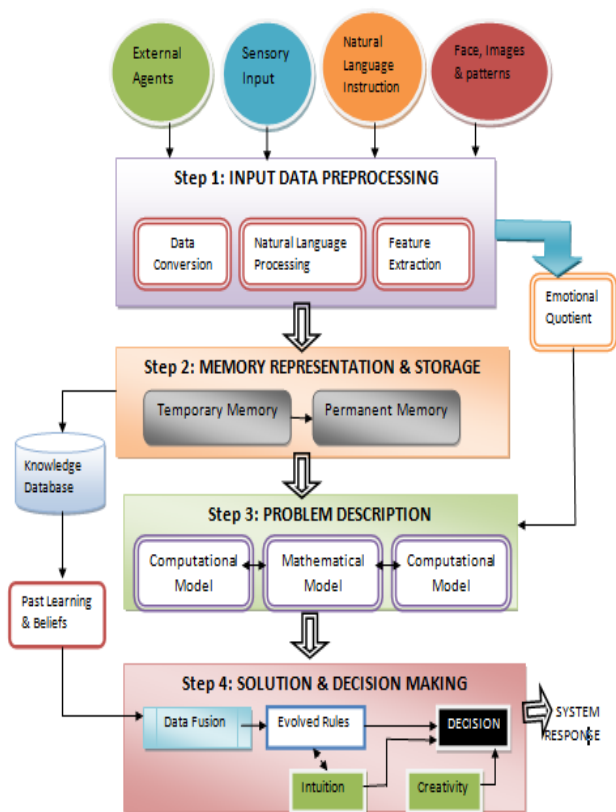 External
Agents
Sensory
Input
Natural
Language
Instruction
Face, Images
& patterns
Step 1: INPUT DATA PREPROCESSING
Data
Conversion
Natural Language
Processing
Feature
Extraction
Emotional
Quotient
Step 2: MEMORY REPRESENTATION & STORAGE
Temporary Memory
Permanent Memory
Knowledge
Database
Step 3: PROBLEM DESCRIPTION
Computational
Model
Mathematical
Model
Computational
Model
Past Learning
& Beliefs
Step 4: SOLUTION & DECISION MAKING
Data Fusion
Evolved Rules
DECISION
SYSTEM
RESPONSE
Intuition
Creativity